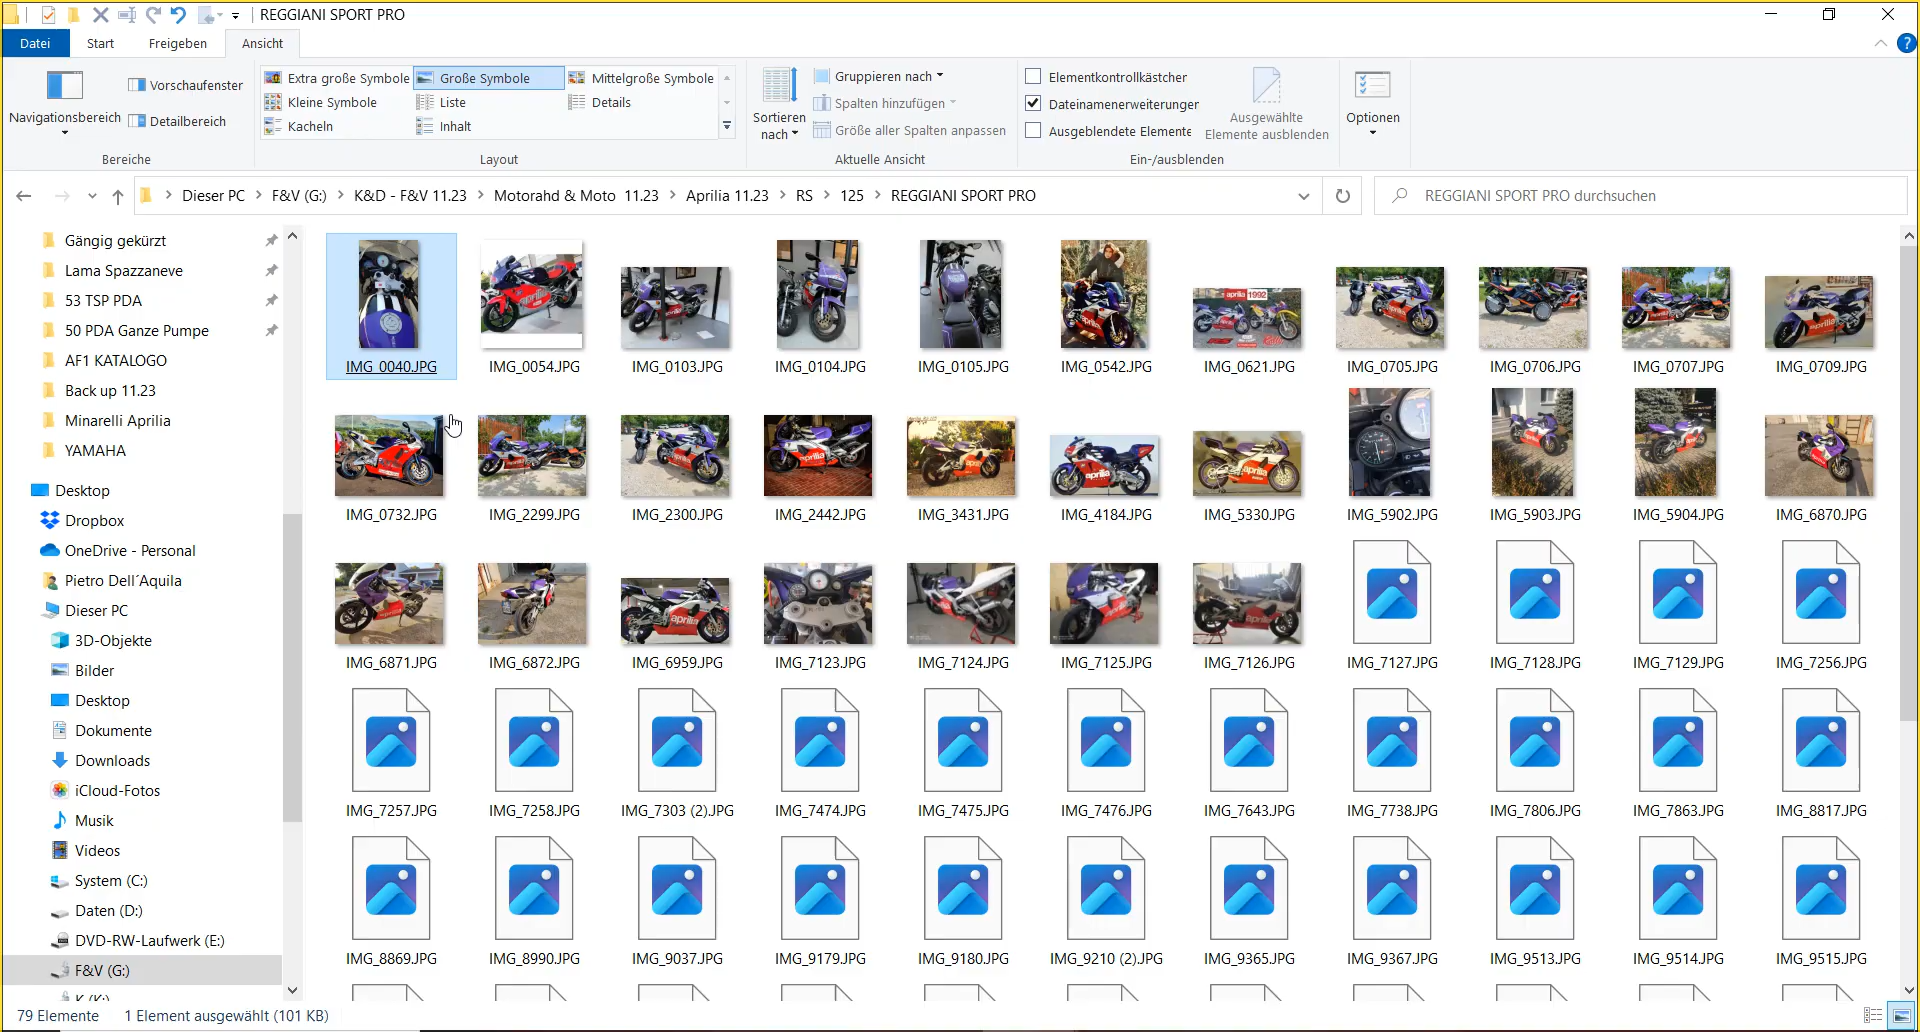 REGGIANI SPORT PRO
Datei Start Freigeben Ansicht
Navigationsbereich
Vorschaufenster
Detailbereich
Bereiche
Extra große Symbole Große Symbole Mittelgroße Symbole
Kleine Symbole Liste Details
Kacheln Inhalt
Layout
Sortieren
nach
Gruppieren nach
Spalten hinzufügen
Größe aller Spalten anpassen
Aktuelle Ansicht
Elementkontrollkästcher
Dateinamenerweiterunger
Ausgeblendete Elemente
Ausgewählte
Elemente ausblenden
Ein-/ausblenden
Optionen
Dieser PC F&V (G:) K&D - F&V 11.23 Motorahd & Moto 11.23 Aprilia 11.23 RS 125 REGGIANI SPORT PRO
REGGIANI SPORT PRO durchsuchen
Gängig gekürzt
Lama Spazzaneve
53 TSP PDA
50 PDA Ganze Pumpe
AF1 KATALOGO
Back up 11.23
Minarelli Aprilia
YAMAHA
Desktop
Dropbox
OneDrive - Personal
Pietro Dell´Aquila
Dieser PC
3D-Objekte
Bilder
Desktop
Dokumente
Downloads
iCloud-Fotos
Musik
Videos
System (C:)
Daten (D:)
DVD-RW-Laufwerk (E:)
F&V (G:)
K (K:)
aprilia 1992
IMG_0040.JPG IMG_0054.JPG IMG_0103.JPG IMG_0104.JPG IMG_0105.JPG IMG_0542.JPG IMG_0621.JPG IMG_0705.JPG IMG_0706.JPG IMG_0707.JPG IMG_0709.JPG
IMG_0732.JPG IMG_2299.JPG IMG_2300.JPG IMG_2442.JPG IMG_3431.JPG IMG_4184.JPG IMG_5330.JPG IMG_5902.JPG IMG_5903.JPG IMG_5904.JPG IMG_6870.JPG
IMG_6871.JPG IMG_6872.JPG IMG_6959.JPG IMG_7123.JPG IMG_7124.JPG IMG_7125.JPG IMG_7126.JPG IMG_7127.JPG IMG_7128.JPG IMG_7129.JPG IMG_7256.JPG
IMG_7257.JPG IMG_7258.JPG IMG_7303 (2).JPG IMG_7474.JPG IMG_7475.JPG IMG_7476.JPG IMG_7643.JPG IMG_7738.JPG IMG_7806.JPG IMG_7863.JPG IMG_8817.JPG
IMG_8869.JPG IMG_8990.JPG IMG_9037.JPG IMG_9179.JPG IMG_9180.JPG IMG_9210 (2).JPG IMG_9365.JPG IMG_9367.JPG IMG_9513.JPG IMG_9514.JPG IMG_9515.JPG
79 Elemente 1 Element ausgewählt (101 KB)